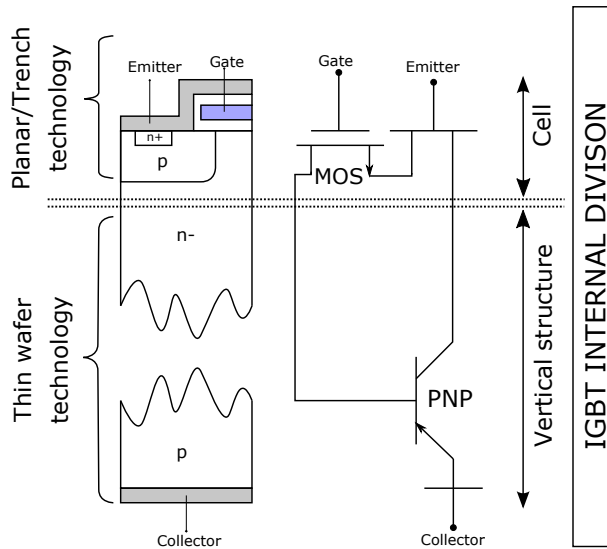 Planar/Trench
technology
Emitter
Gate
n+
p
n-
Thin wafer
technology
p
Collector
Gate
Emitter
MOS
PNP
Collector
Cell
Vertical structure
IGBT INTERNAL DIVISON